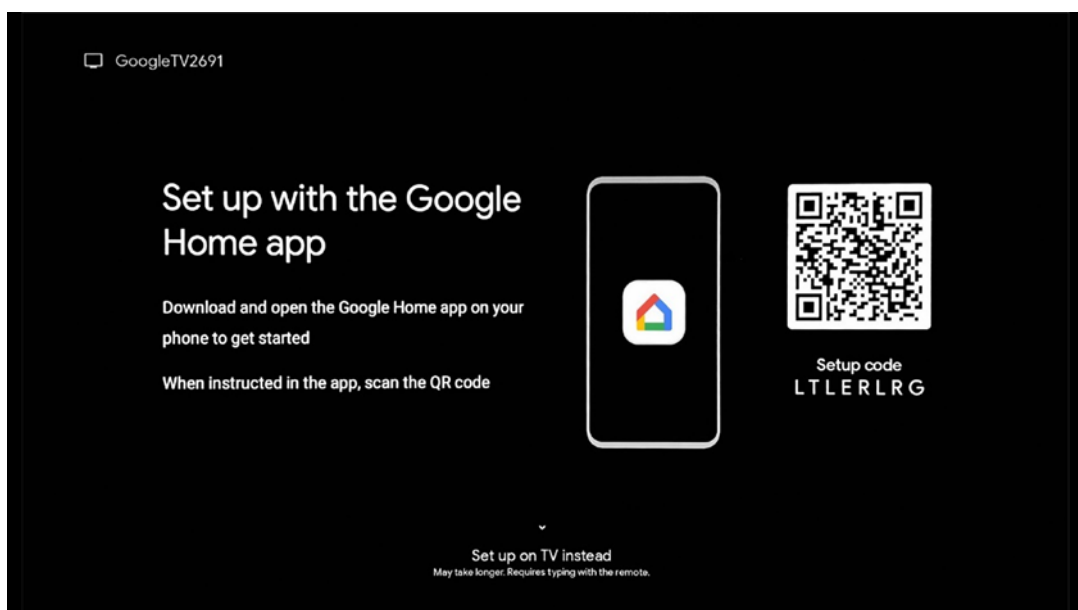 GoogleTV2691
Set up with the Google
Home app
Download and open the Google Home app on your
phone to get started
When instructed in the app, scan the QR code
Setup code
LTLERLRG
Set up on TV instead
May take longer. Requires typing with the remote.